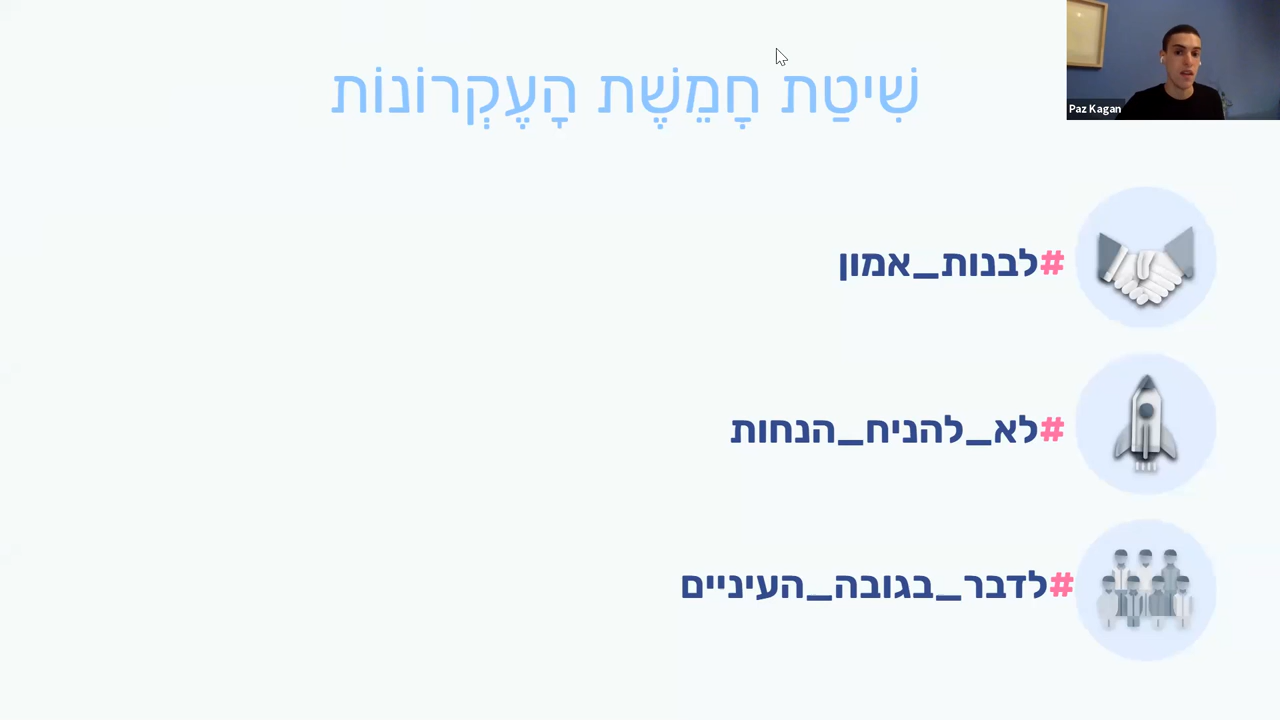 שִׁיטַת חֲמֵשֶׁת הָעֶקְרוֹנוֹת
Paz Kagan
#לבנות_אמון
#לא_להניח_הנחות
#לדבר_בגובה_העיניים